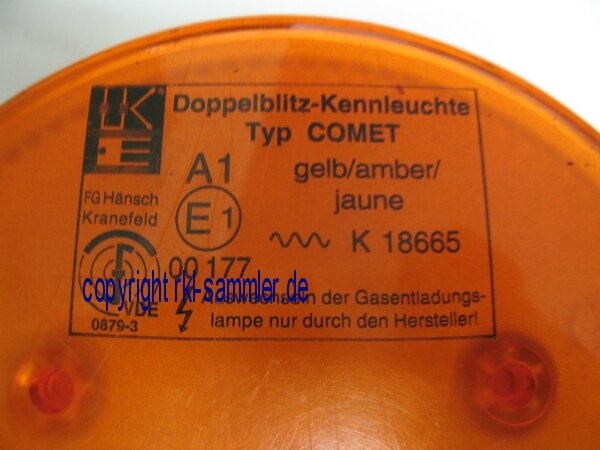 Doppelblitz-Kennleuchte
Typ COMET
A1
gelb/amber/
jaune
FG Hänsch
Kranefeld
E1
K 18665
00 177
copyright rkl-sammler.de
VDE
0879-3
Auswechseln der Gasentladungs-
lampe nur durch den Hersteller!